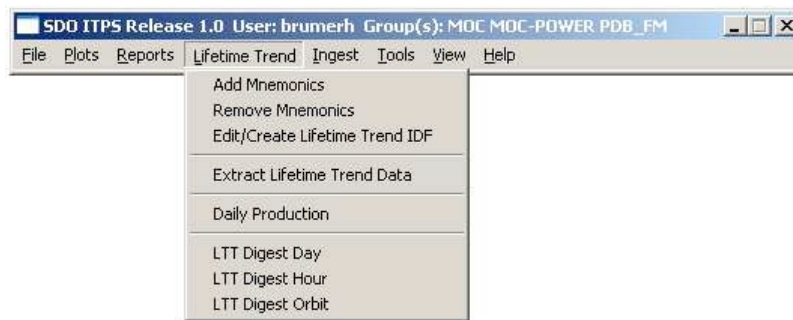 SDO ITPS Release 1.0 User: brumerh Group(s): MOC MOC-POWER PDB_FM
File Plots Reports Lifetime Trend Ingest Tools View Help
Add Mnemonics
Remove Mnemonics
Edit/Create Lifetime Trend IDF
Extract Lifetime Trend Data
Daily Production
LTT Digest Day
LTT Digest Hour
LTT Digest Orbit